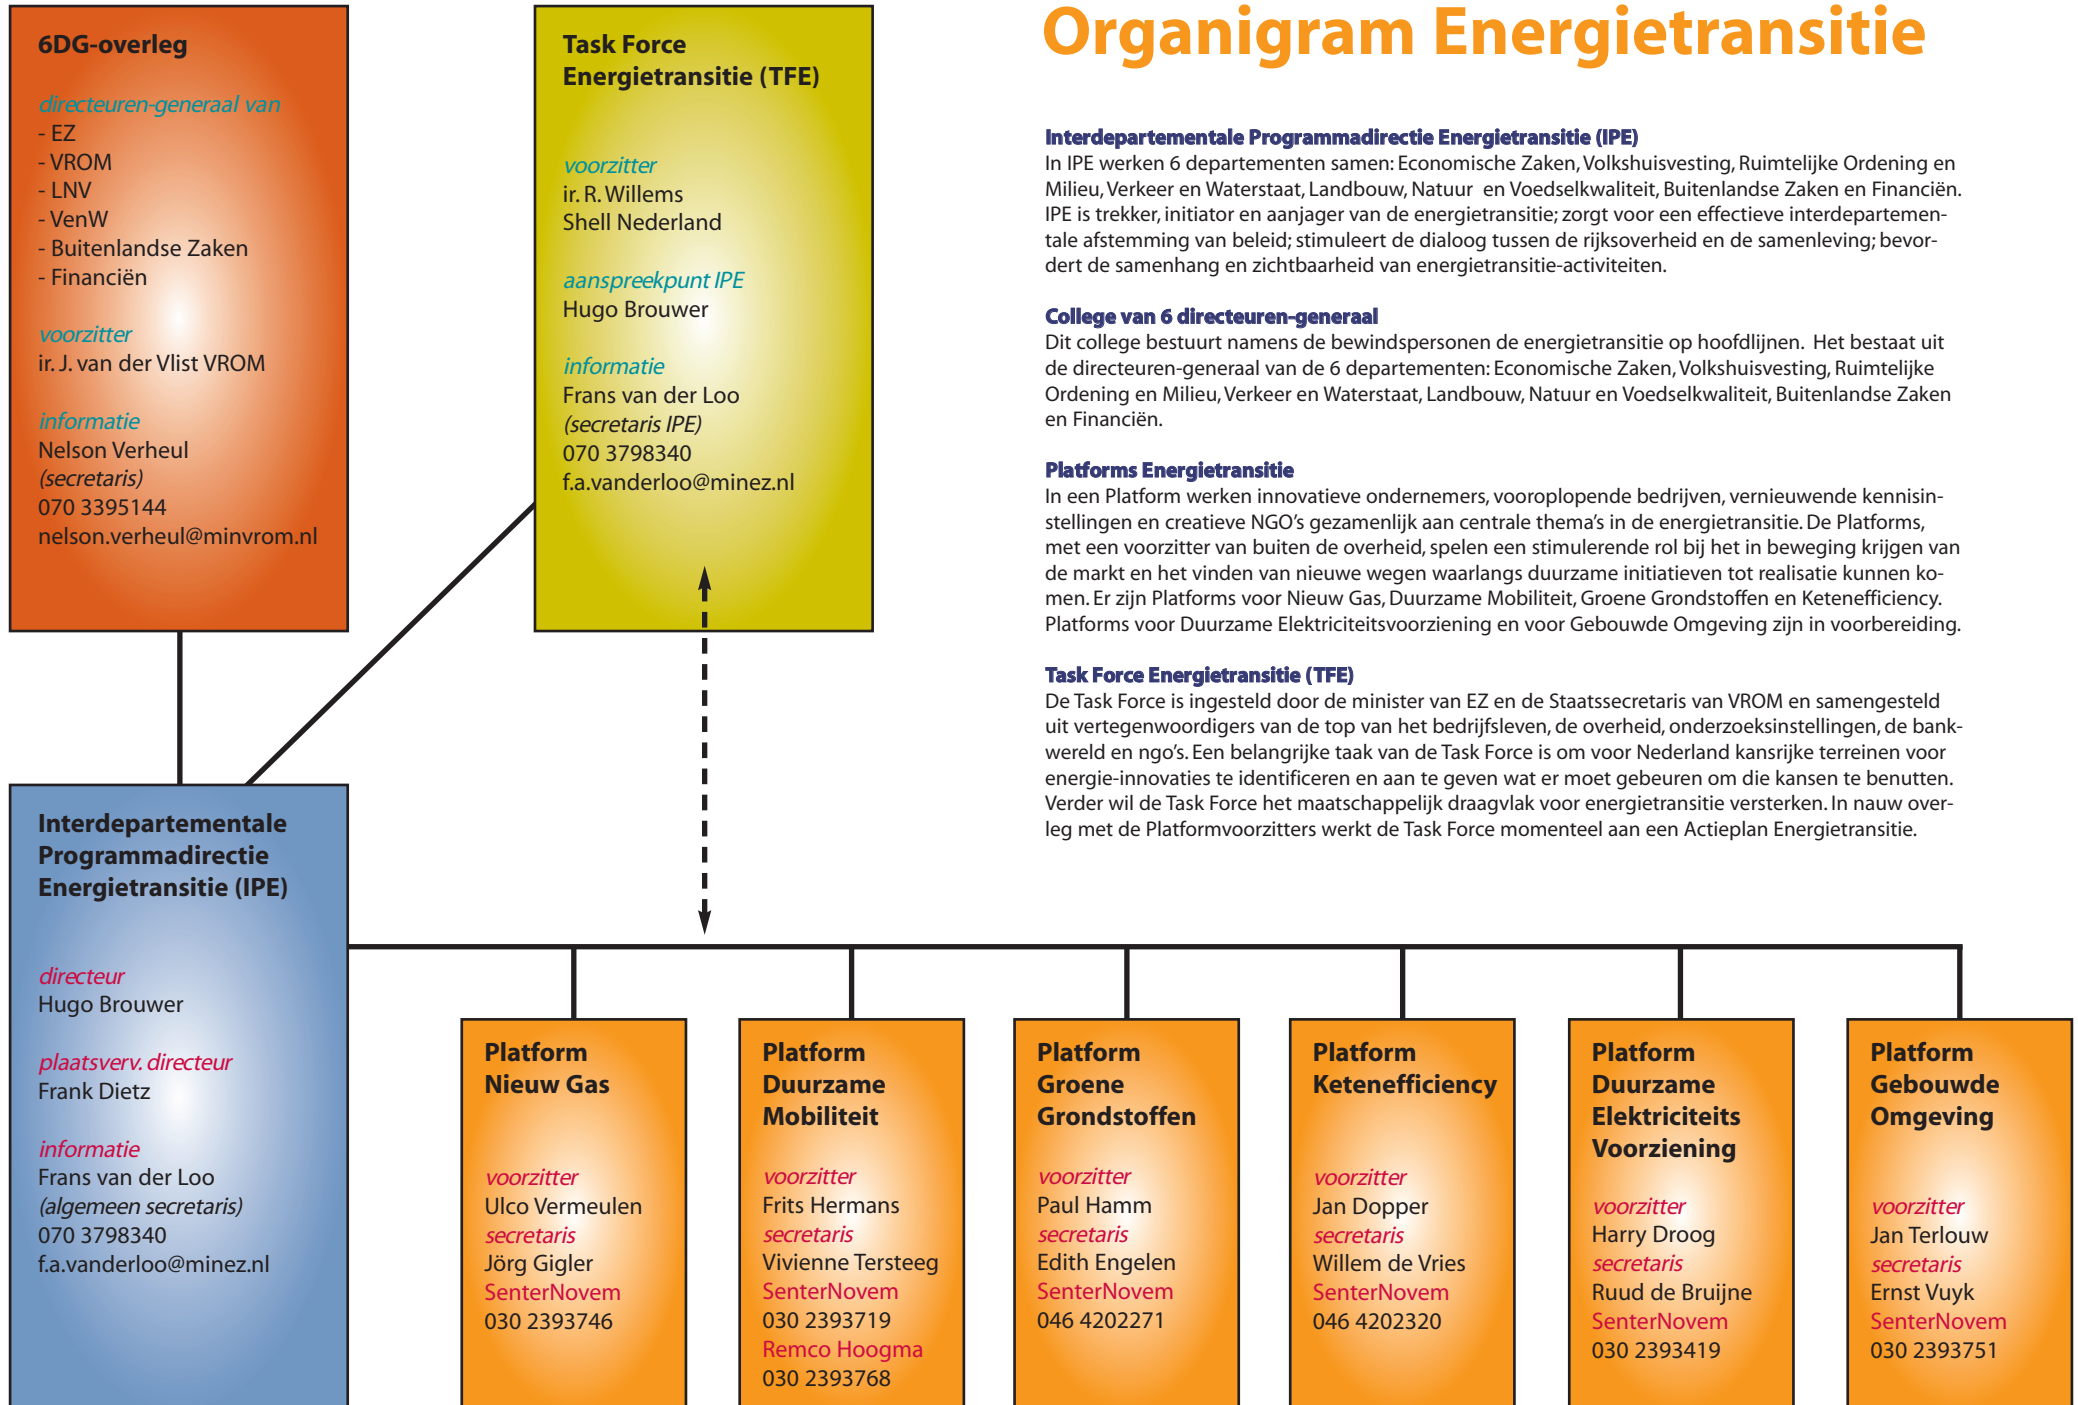 Organigram Energietransitie
6DG-overleg
directeuren-generaal van
- EZ
- VROM
- LNV
- VenW
- Buitenlandse Zaken
- Financiën
voorzitter
ir. J. van der Vlist VROM
informatie
Nelson Verheul
(secretaris)
070 3395144
nelson.verheul@minvrom.nl
Task Force
Energietransitie (TFE)
voorzitter
ir. R. Willems
Shell Nederland
aanspreekpunt IPE
Hugo Brouwer
informatie
Frans van der Loo
(secretaris IPE)
070 3798340
f.a.vanderloo@minez.nl
Interdepartementale Programmadirectie Energietransitie (IPE)
In IPE werken 6 departementen samen: Economische Zaken, Volkshuisvesting, Ruimtelijke Ordening en
Milieu, Verkeer en Waterstaat, Landbouw, Natuur en Voedselkwaliteit, Buitenlandse Zaken en Financiën.
IPE is trekker, initiator en aanjager van de energietransitie; zorgt voor een effectieve interdepartemen-
tale afstemming van beleid; stimuleert de dialoog tussen de rijksoverheid en de samenleving; bevor-
dert de samenhang en zichtbaarheid van energietransitie-activiteiten.
College van 6 directeuren-generaal
Dit college bestuurt namens de bewindspersonen de energietransitie op hoofdlijnen. Het bestaat uit
de directeuren-generaal van de 6 departementen: Economische Zaken, Volkshuisvesting, Ruimtelijke
Ordening en Milieu, Verkeer en Waterstaat, Landbouw, Natuur en Voedselkwaliteit, Buitenlandse Zaken
en Financiën.
Platforms Energietransitie
In een Platform werken innovatieve ondernemers, vooroplopende bedrijven, vernieuwende kennisin-
stellingen en creatieve NGO's gezamenlijk aan centrale thema's in de energietransitie. De Platforms,
met een voorzitter van buiten de overheid, spelen een stimulerende rol bij het in beweging krijgen van
de markt en het vinden van nieuwe wegen waarlangs duurzame initiatieven tot realisatie kunnen ko-
men. Er zijn Platforms voor Nieuw Gas, Duurzame Mobiliteit, Groene Grondstoffen en Ketenefficiency.
Platforms voor Duurzame Elektriciteitsvoorziening en voor Gebouwde Omgeving zijn in voorbereiding.
Task Force Energietransitie (TFE)
De Task Force is ingesteld door de minister van EZ en de Staatssecretaris van VROM en samengesteld
uit vertegenwoordigers van de top van het bedrijfsleven, de overheid, onderzoeksinstellingen, de bank-
wereld en ngo's. Een belangrijke taak van de Task Force is om voor Nederland kansrijke terreinen voor
energie-innovaties te identificeren en aan te geven wat er moet gebeuren om die kansen te benutten.
Verder wil de Task Force het maatschappelijk draagvlak voor energietransitie versterken. In nauw over-
leg met de Platformvoorzitters werkt de Task Force momenteel aan een Actieplan Energietransitie.
Interdepartementale
Programmadirectie
Energietransitie (IPE)
directeur
Hugo Brouwer
plaatsverv. directeur
Frank Dietz
informatie
Frans van der Loo
(algemeen secretaris)
070 3798340
f.a.vanderloo@minez.nl
Platform
Nieuw Gas
voorzitter
Ulco Vermeulen
secretaris
Jörg Gigler
SenterNovem
030 2393746
Platform
Duurzame
Mobiliteit
voorzitter
Frits Hermans
secretaris
Vivienne Tersteeg
SenterNovem
030 2393719
Remco Hoogma
030 2393768
Platform
Groene
Grondstoffen
voorzitter
Paul Hamm
secretaris
Edith Engelen
SenterNovem
046 4202271
Platform
Ketenefficiency
voorzitter
Jan Dopper
secretaris
Willem de Vries
SenterNovem
046 4202320
Platform
Duurzame
Elektriciteits
Voorziening
voorzitter
Harry Droog
secretaris
Ruud de Bruijne
SenterNovem
030 2393419
Platform
Gebouwde
Omgeving
voorzitter
Jan Terlouw
secretaris
Ernst Vuyk
SenterNovem
030 2393751